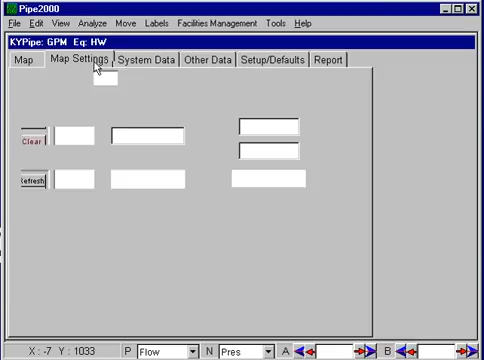 Pipe2000
File Edit View Analyze Move Labels Facilities Management Tools Help
KYPipe: GPM Eq: HW
Map Map Settings System Data Other Data Setup/Defaults Report
Clear
Refresh
X : -7 Y : 1033 P Flow N Pres A B